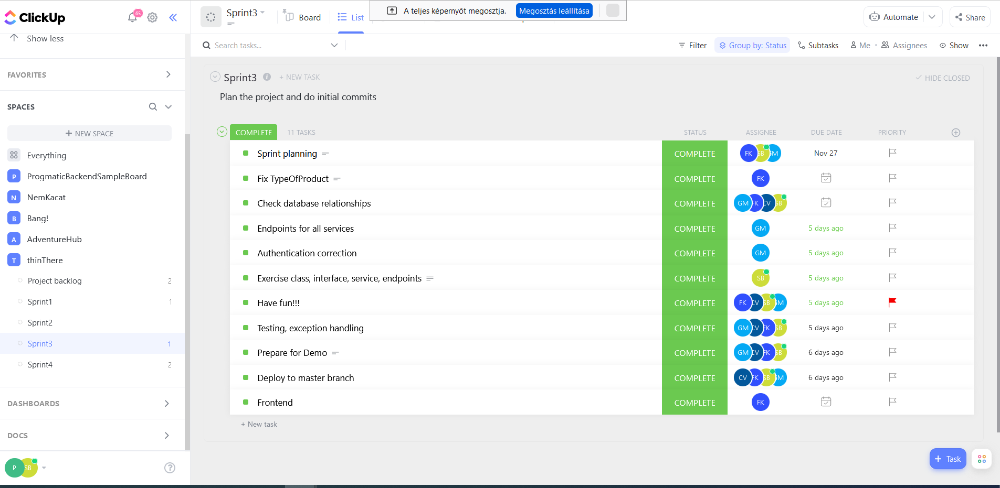 ClickUp
65
Show less
FAVORITES
SPACES
+ NEW SPACE
Everything
P ProgmaticBackendSampleBoard
N NemKacat
B Bang!
A AdventureHub
T thinThere
Project backlog 2
Sprint1 1
Sprint2
Sprint3 1
Sprint4 2
DASHBOARDS
DOCS
P SB
?
Sprint3
Board
List
A teljes képernyőt megosztja. Megosztás leállítása
Automate
Share
Search tasks...
Filter Group by: Status Subtasks Me Assignees Show
Sprint3 i + NEW TASK HIDE CLOSED
Plan the project and do initial commits
COMPLETE 11 TASKS STATUS ASSIGNEE DUE DATE PRIORITY
Sprint planning COMPLETE FK SB GM Nov 27
Fix TypeOfProduct COMPLETE FK
Check database relationships COMPLETE GM FK CV SB
Endpoints for all services COMPLETE GM 5 days ago
Authentication correction COMPLETE GM 5 days ago
Exercise class, interface, service, endpoints COMPLETE SB 5 days ago
Have fun!!! COMPLETE FK CV SB GM 5 days ago
Testing, exception handling COMPLETE GM CV FK SB 5 days ago
Prepare for Demo COMPLETE GM CV FK SB 6 days ago
Deploy to master branch COMPLETE CV FK SB GM 6 days ago
Frontend COMPLETE FK
+ New task
+ Task